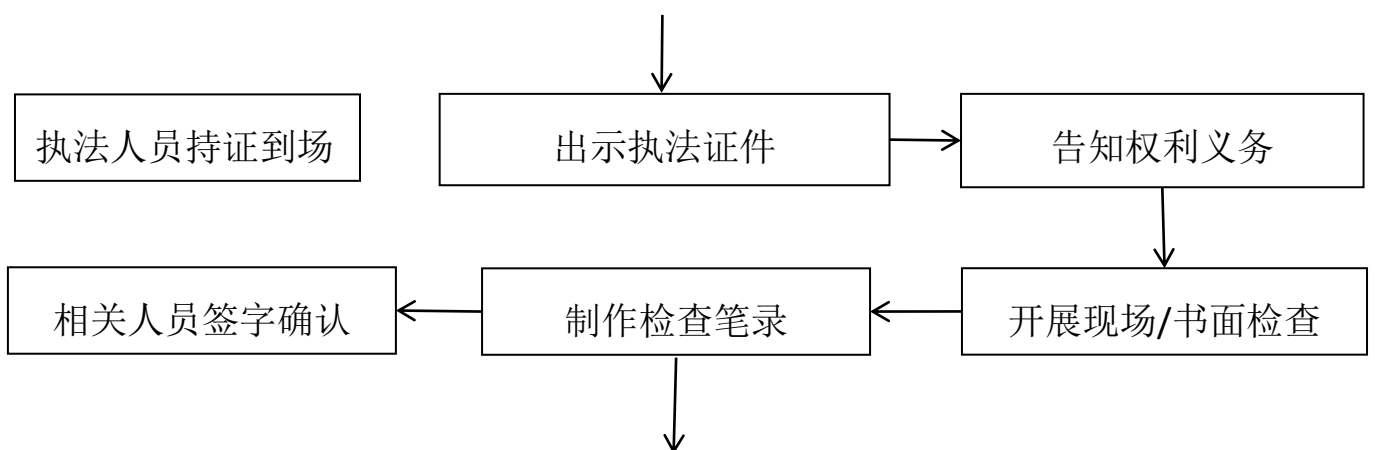 执法人员持证到场
出示执法证件
告知权利义务
相关人员签字确认
制作检查笔录
开展现场/书面检查